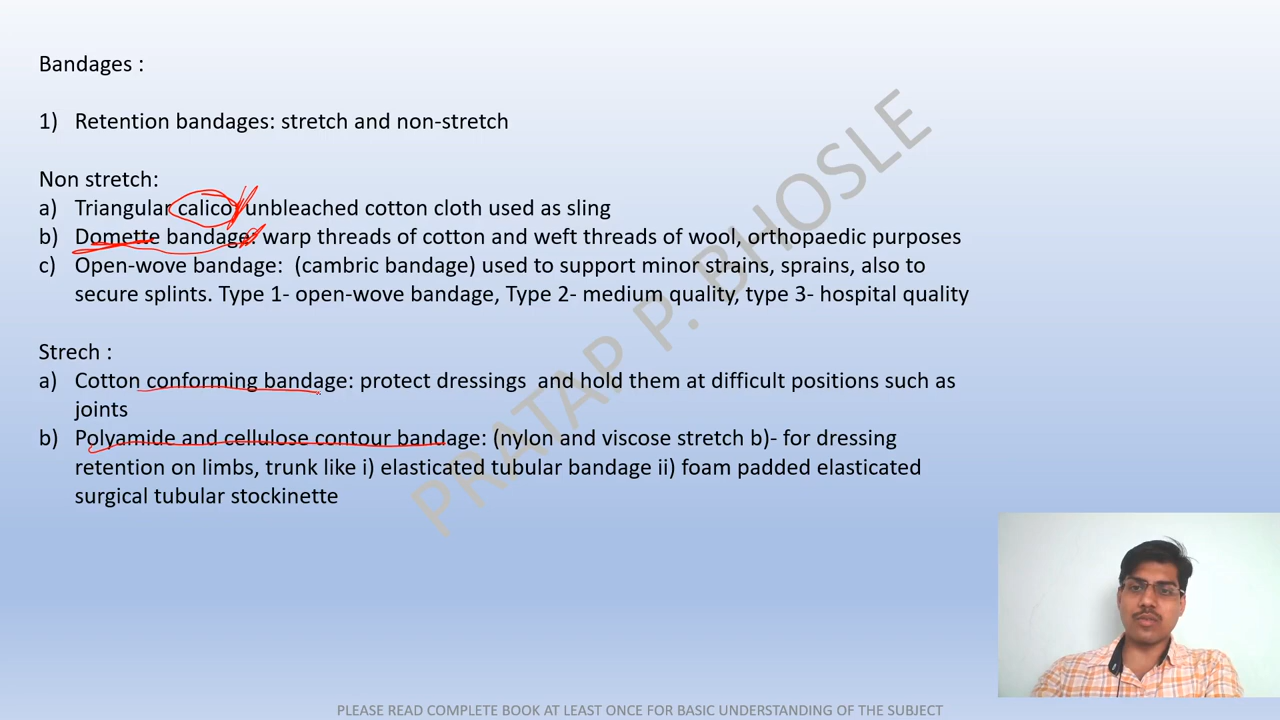 Bandages :
1) Retention bandages: stretch and non-stretch
Non stretch:
a) Triangular calico: unbleached cotton cloth used as sling
b) Domette bandage: warp threads of cotton and weft threads of wool, orthopaedic purposes
c) Open-wove bandage: (cambric bandage) used to support minor strains, sprains, also to
secure splints. Type 1- open-wove bandage, Type 2- medium quality, type 3- hospital quality
Strech :
a) Cotton conforming bandage: protect dressings and hold them at difficult positions such as
joints
b) Polyamide and cellulose contour bandage: (nylon and viscose stretch b)- for dressing
retention on limbs, trunk like i) elasticated tubular bandage ii) foam padded elasticated
surgical tubular stockinette
PRATAP P. BHOSLE
PLEASE READ COMPLETE BOOK AT LEAST ONCE FOR BASIC UNDERSTANDING OF THE SUBJECT